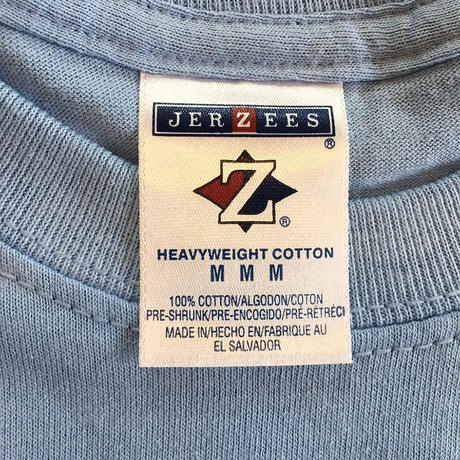 JERZEES
®
Z
®
HEAVYWEIGHT COTTON
M M M
100% COTTON/ALGODON/COTON
PRE-SHRUNK/PRE-ENCOGIDO/PRÉ-RÉTRÉCI
MADE IN/HECHO EN/FABRIQUE AU
EL SALVADOR